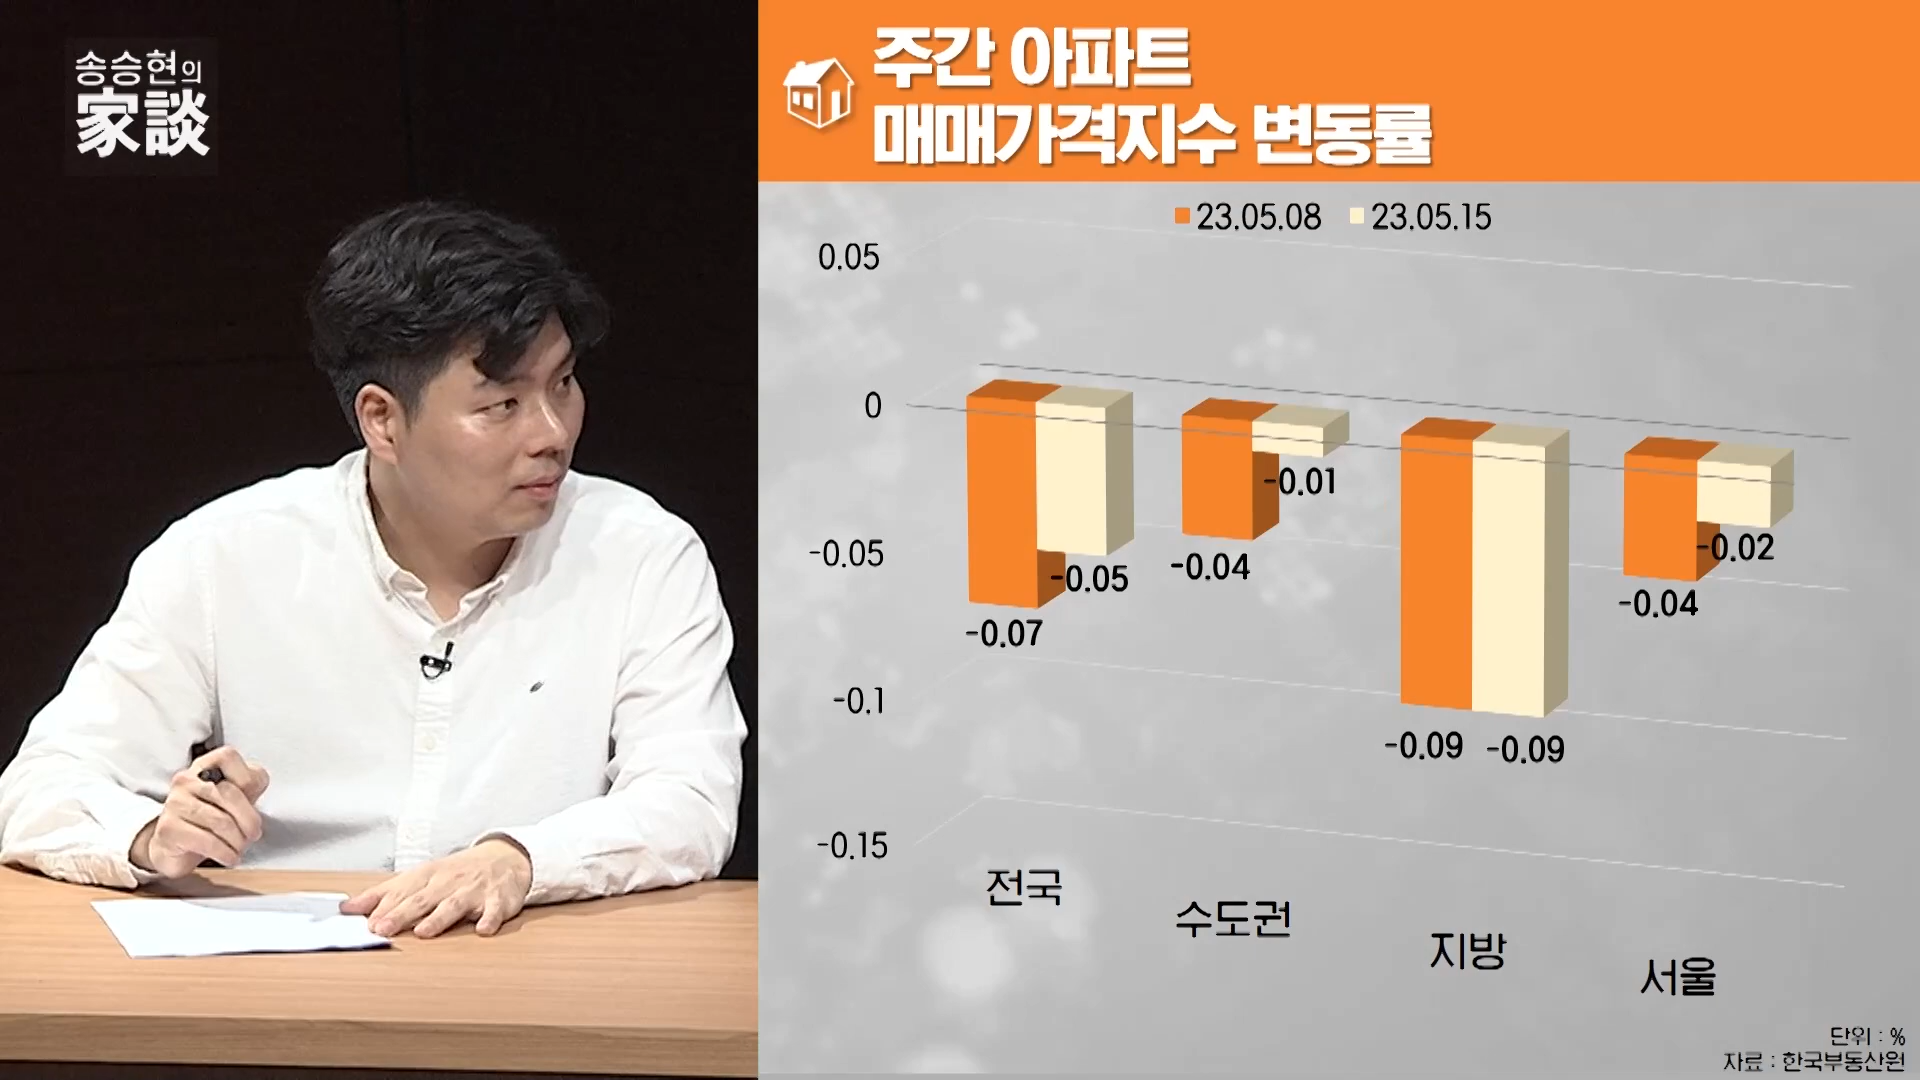 송승현의
家談
주간 아파트
매매가격지수 변동률
23.05.08 23.05.15
0.05
0
-0.05
-0.1
-0.15
-0.07
-0.05
-0.04
-0.01
-0.09
-0.09
-0.04
-0.02
전국
수도권
지방
서울
단위 : %
자료 : 한국부동산원